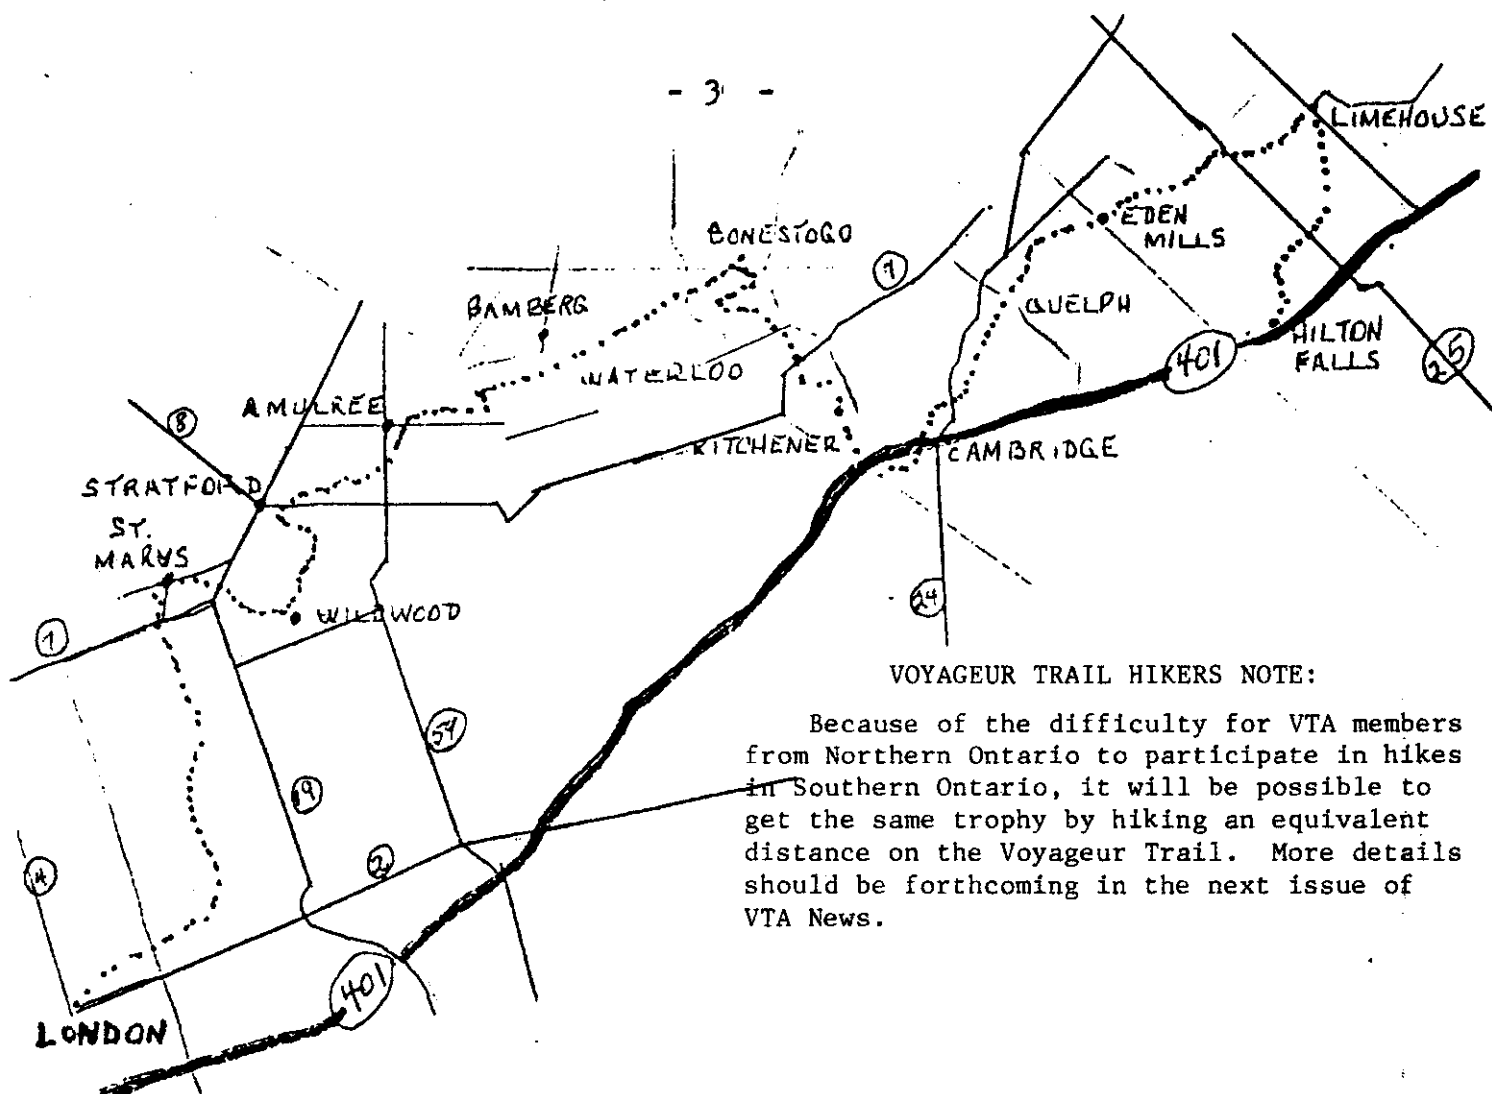 - 3 -
LIMEHOUSE
EDEN
MILLS
CONESTOGO
7
BAMBERG
GUELPH
401
HILTON
FALLS
25
WATERLOO
AMULREE
8
KITCHENER
CAMBRIDGE
STRATFORD
ST.
MARYS
24
WILDWOOD
7
VOYAGEUR TRAIL HIKERS NOTE:
Because of the difficulty for VTA members
from Northern Ontario to participate in hikes
in Southern Ontario, it will be possible to
get the same trophy by hiking an equivalent
distance on the Voyageur Trail. More details
should be forthcoming in the next issue of
VTA News.
59
19
2
4
401
LONDON